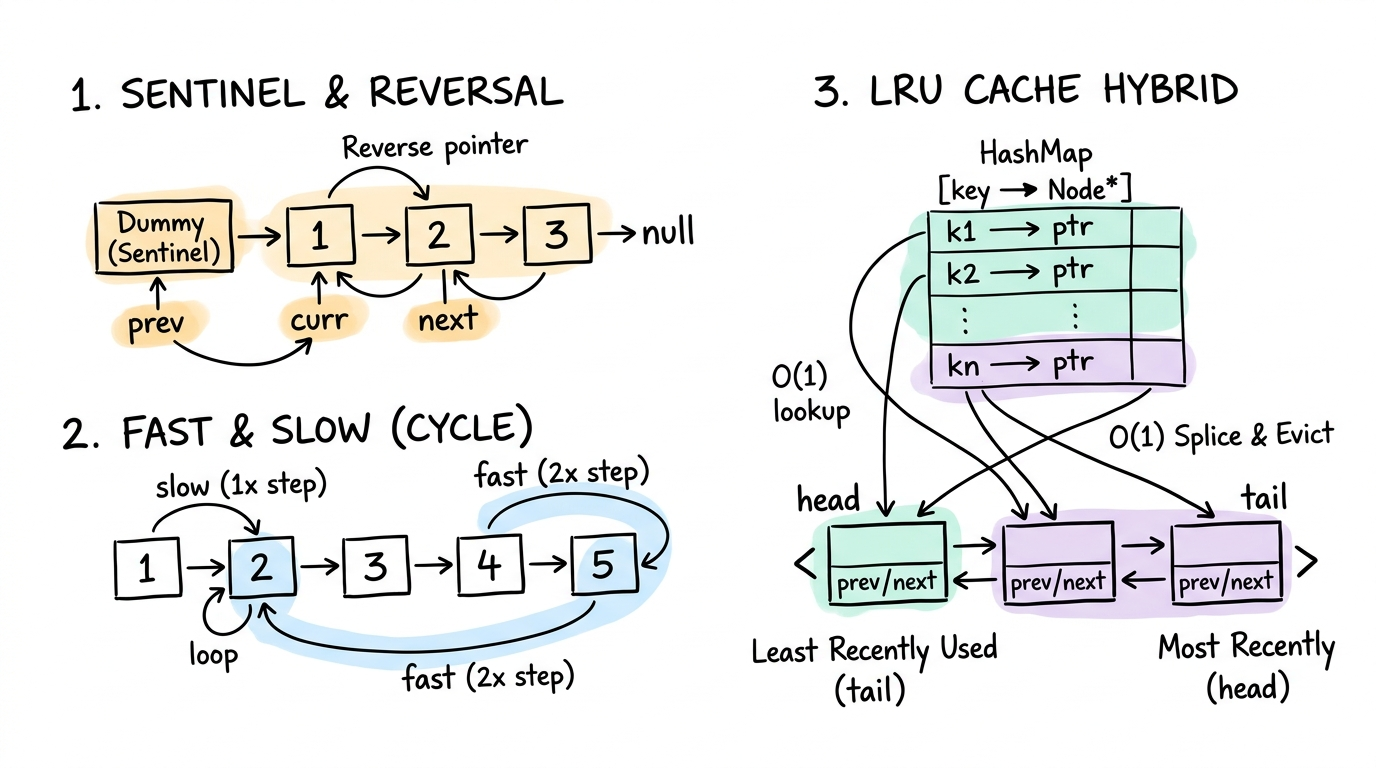 1. SENTINEL & REVERSAL
Reverse pointer
Dummy
(Sentinel)
1
2
3
null
prev
curr
next
2. FAST & SLOW (CYCLE)
slow (1x step)
fast (2x step)
1
2
3
4
5
loop
fast (2x step)
3. LRU CACHE HYBRID
HashMap
[key → Node*]
k1 → ptr
k2 → ptr
⋮ ⋮
kn → ptr
O(1)
lookup
O(1) Splice & Evict
head
tail
< >
prev/next
prev/next
prev/next
Least Recently Used
(tail)
Most Recently
(head)